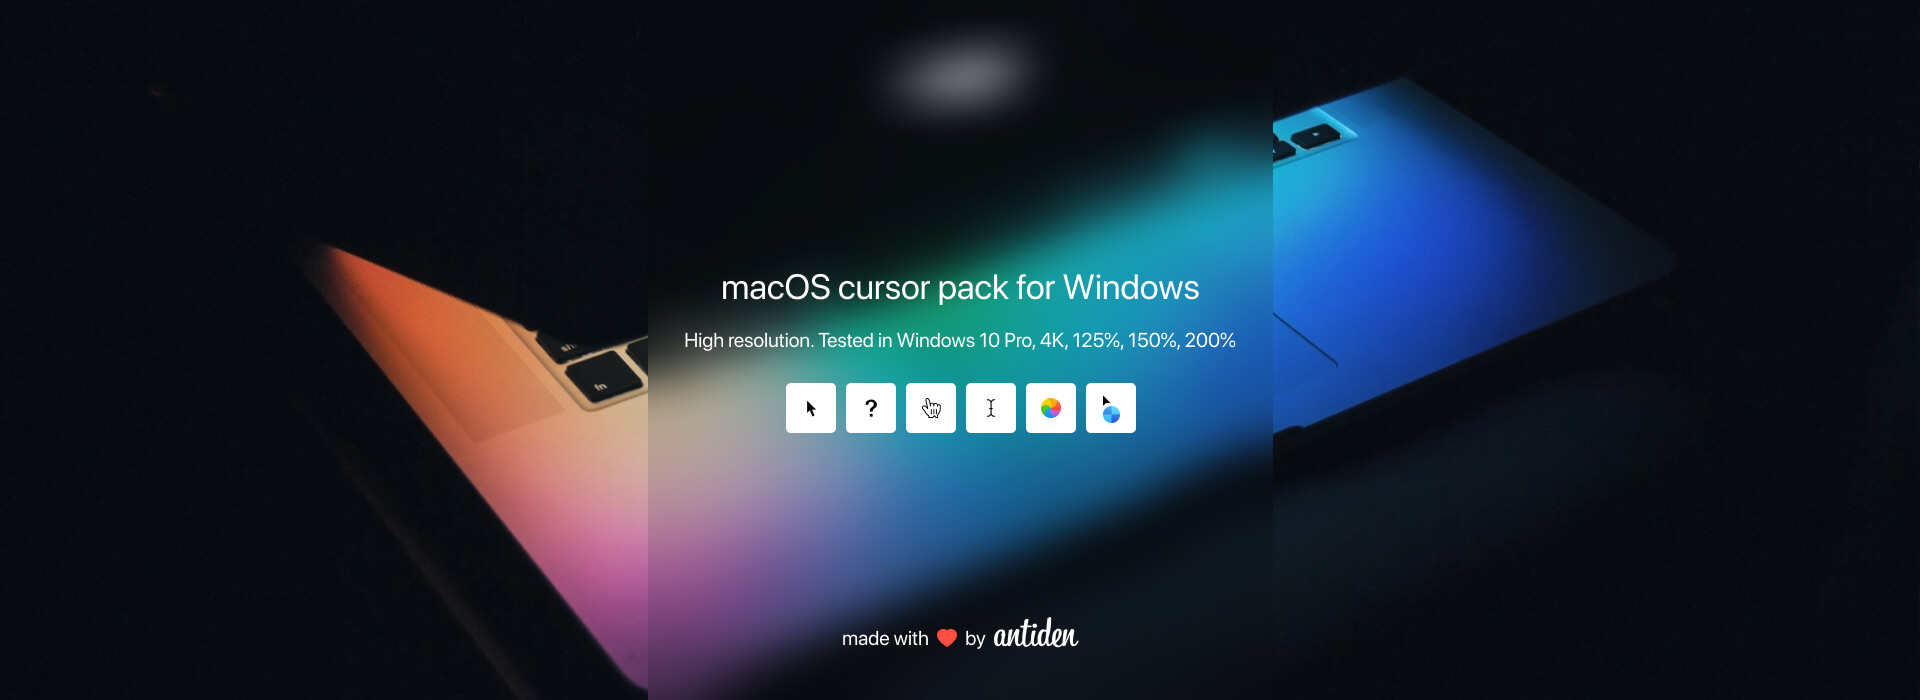 macOS cursor pack for Windows
High resolution. Tested in Windows 10 Pro, 4K, 125%, 150%, 200%
?
fn
made with ❤ by antiden